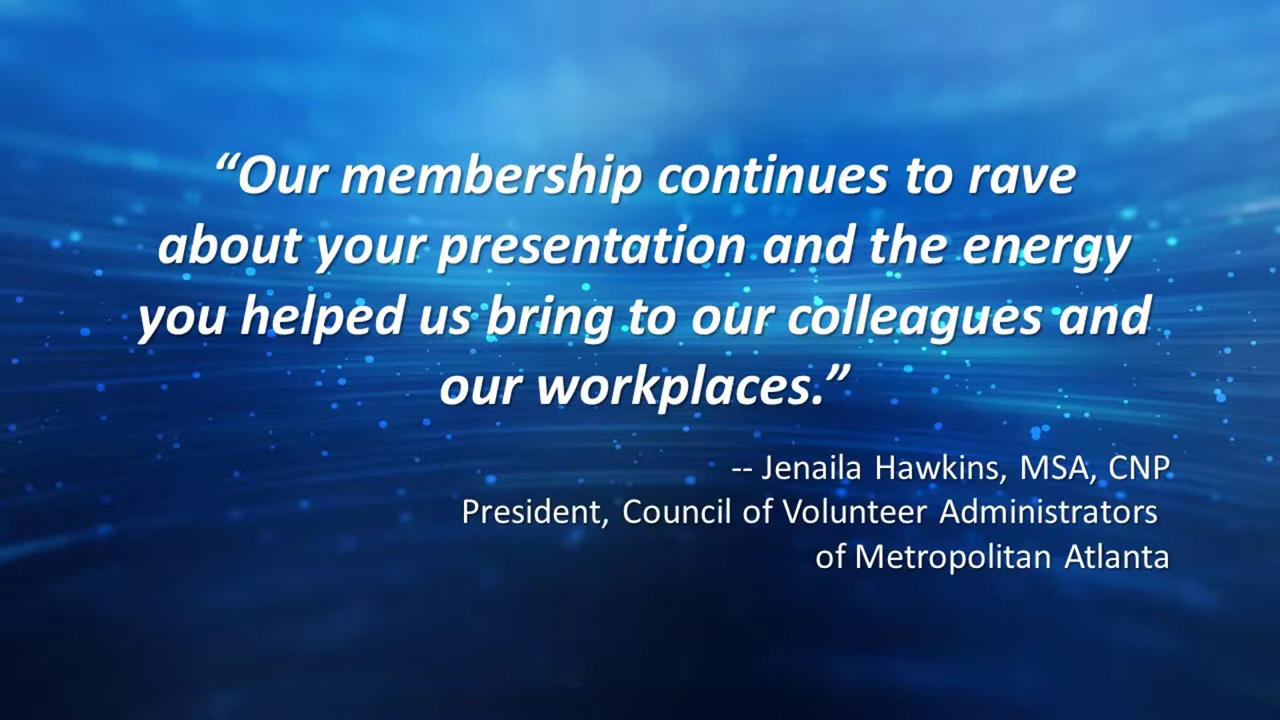 “Our membership continues to rave
about your presentation and the energy
you helped us bring to our colleagues and
our workplaces.”
-- Jenaila Hawkins, MSA, CNP
President, Council of Volunteer Administrators
of Metropolitan Atlanta